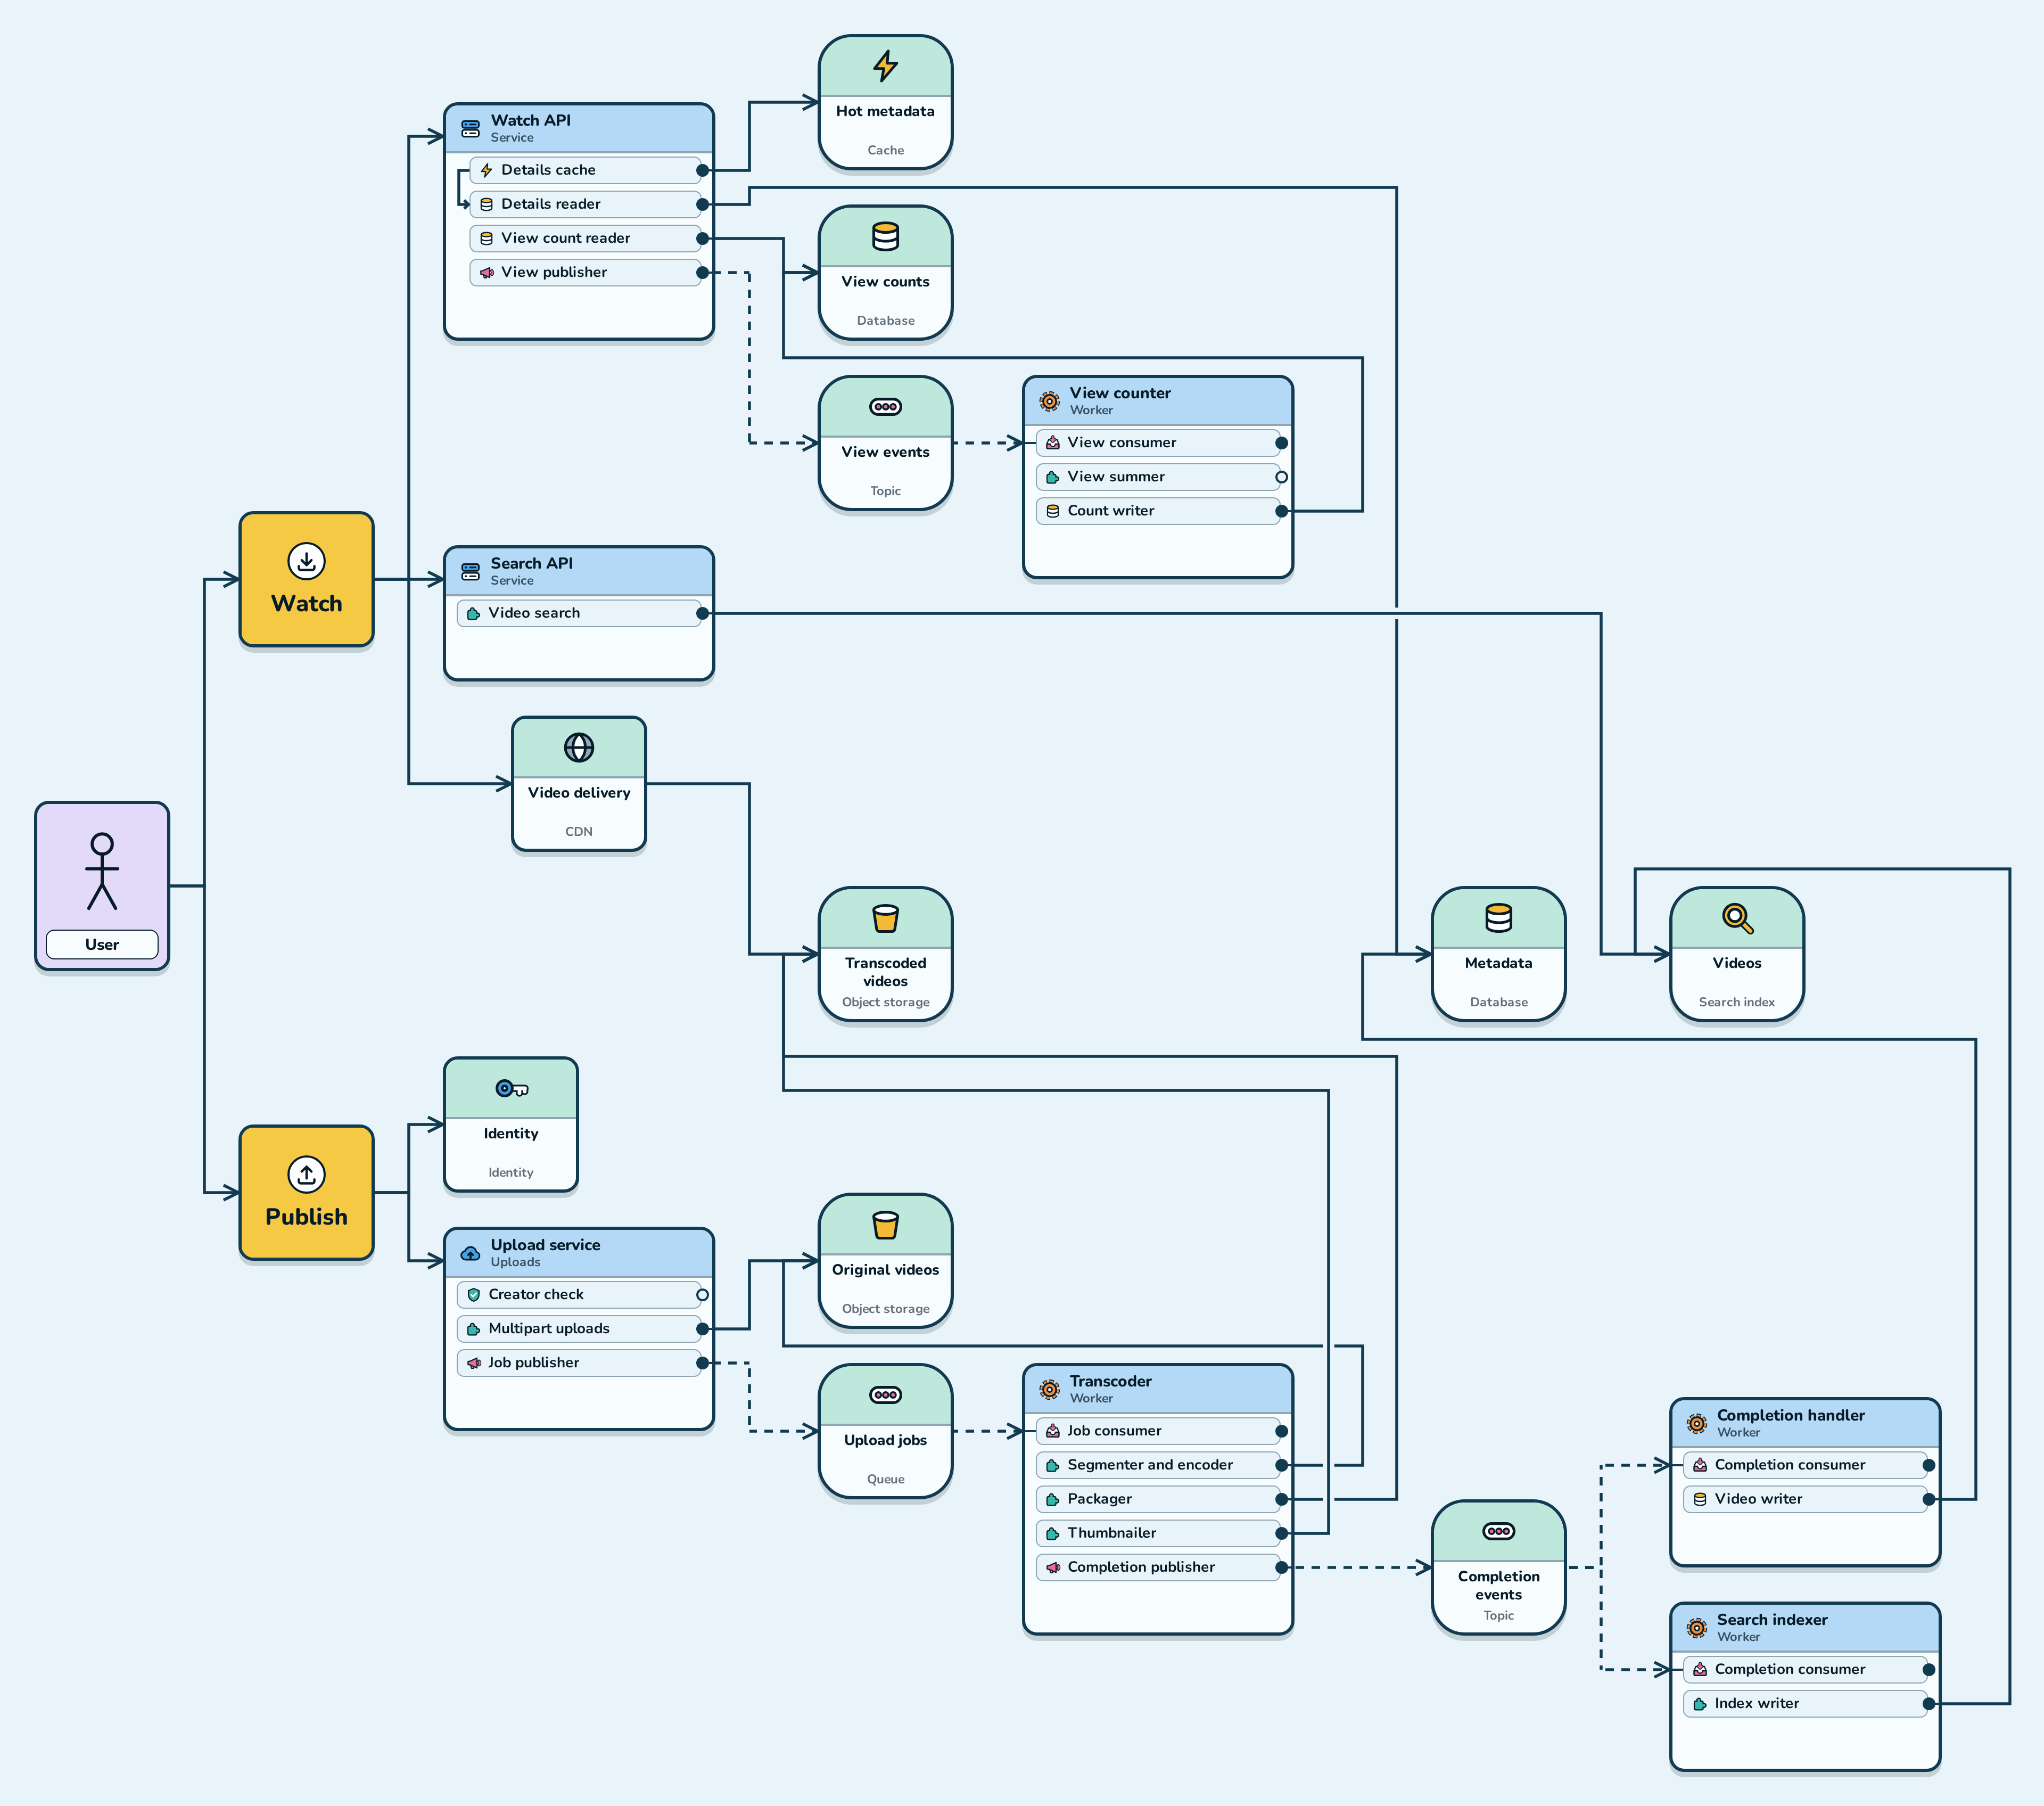 Hot metadata
Cache
Watch API
Service
Details cache
Details reader
View count reader
View publisher
View counts
Database
View events
Topic
View counter
Worker
View consumer
View summer
Count writer
Watch
Search API
Service
Video search
Video delivery
CDN
User
Transcoded
videos
Object storage
Metadata
Database
Videos
Search index
Identity
Identity
Publish
Upload service
Uploads
Creator check
Multipart uploads
Job publisher
Original videos
Object storage
Upload jobs
Queue
Transcoder
Worker
Job consumer
Segmenter and encoder
Packager
Thumbnailer
Completion publisher
Completion
events
Topic
Completion handler
Worker
Completion consumer
Video writer
Search indexer
Worker
Completion consumer
Index writer